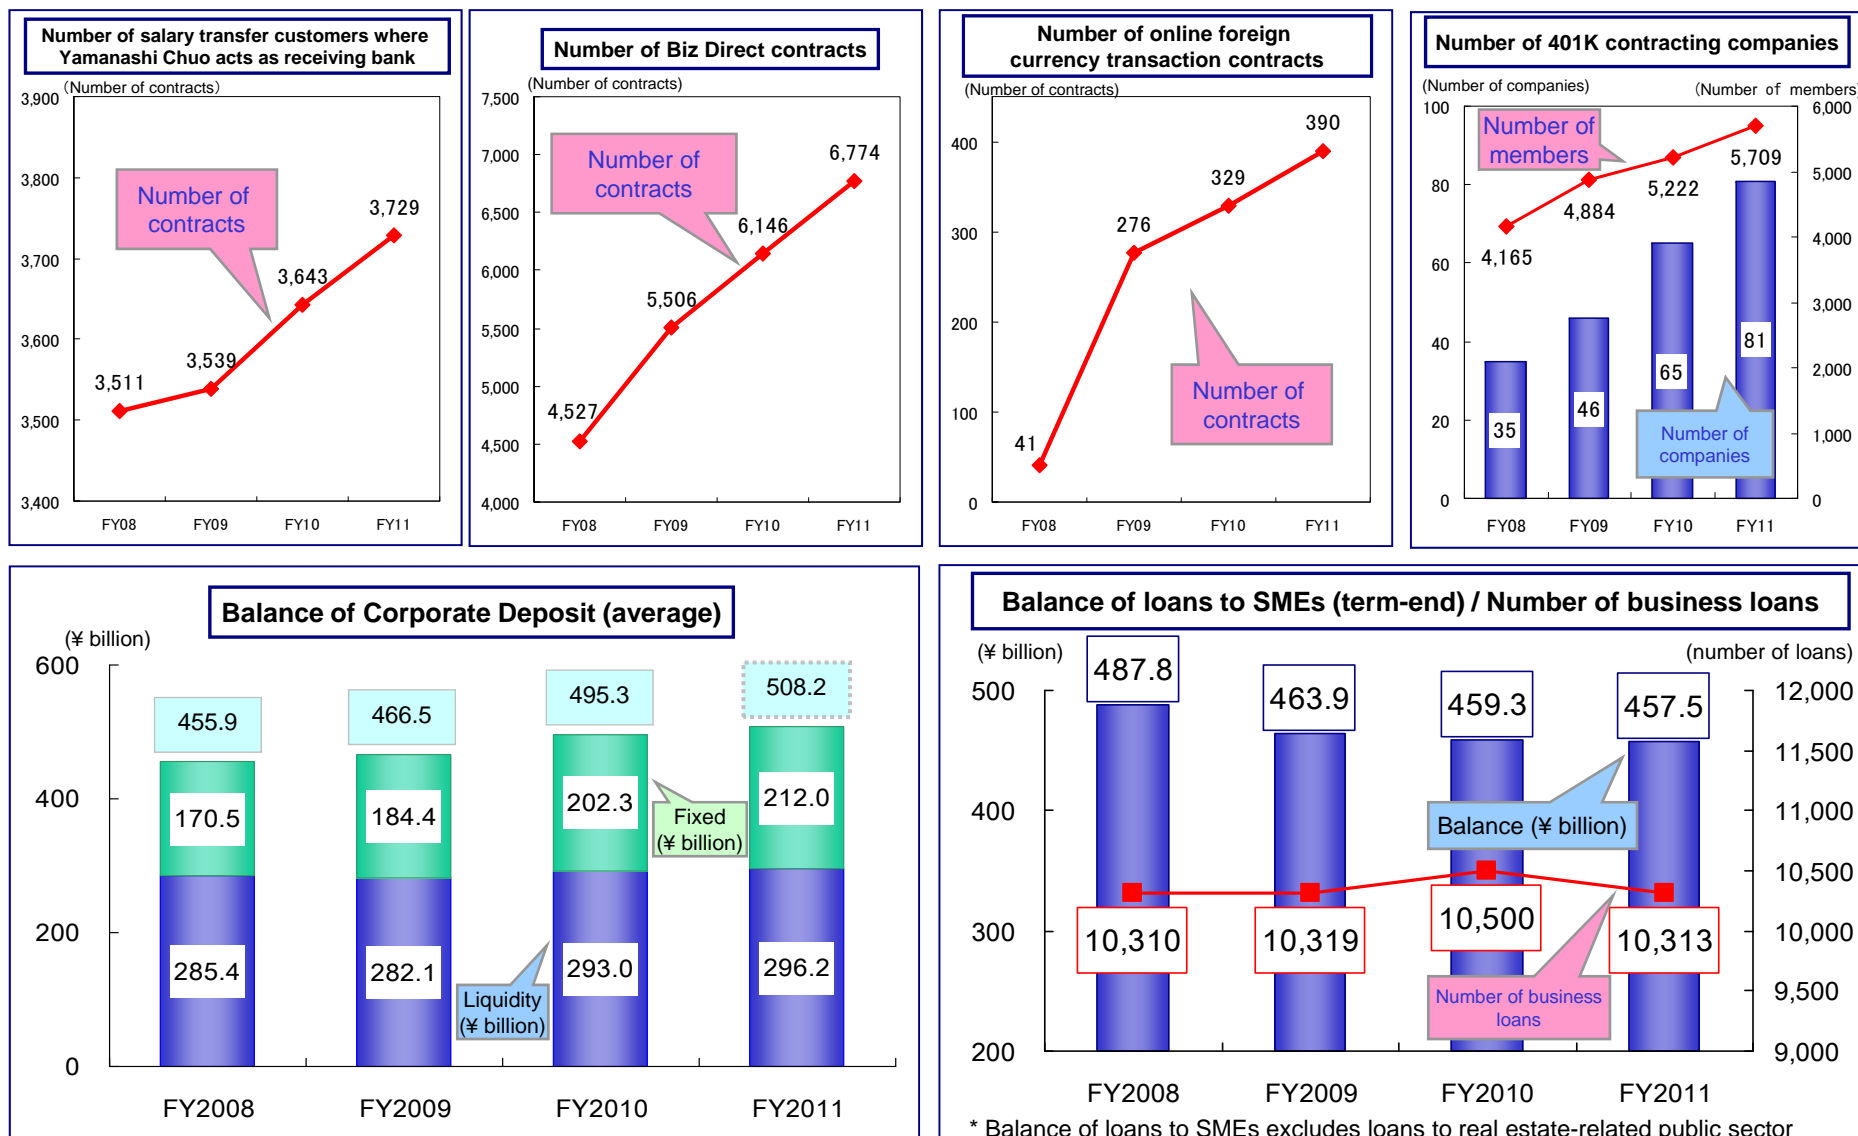 Number of salary transfer customers where
Yamanashi Chuo acts as receiving bank
(Number of contracts)
3,900
3,800
3,700
3,600
3,500
3,400
Number of
contracts
3,511
3,539
3,643
3,729
FY08
FY09
FY10
FY11
Number of Biz Direct contracts
(Number of contracts)
7,500
7,000
6,500
6,000
5,500
5,000
4,500
4,000
Number of
contracts
4,527
5,506
6,146
6,774
FY08
FY09
FY10
FY11
Number of online foreign
currency transaction contracts
(Number of contracts)
400
300
200
100
0
41
276
329
390
Number of
contracts
FY08
FY09
FY10
FY11
Number of 401K contracting companies
(Number of companies)
(Number of members)
100
80
60
40
20
0
6,000
5,000
4,000
3,000
2,000
1,000
0
Number of
members
4,165
4,884
5,222
5,709
35
46
65
81
Number of
companies
FY08
FY09
FY10
FY11
Balance of Corporate Deposit (average)
(¥ billion)
600
400
200
0
455.9
466.5
495.3
508.2
170.5
184.4
202.3
212.0
Fixed
(¥ billion)
285.4
282.1
293.0
296.2
Liquidity
(¥ billion)
FY2008
FY2009
FY2010
FY2011
Balance of loans to SMEs (term-end) / Number of business loans
(¥ billion)
(number of loans)
500
400
300
200
12,000
11,500
11,000
10,500
10,000
9,500
9,000
487.8
463.9
459.3
457.5
Balance (¥ billion)
10,310
10,319
10,500
10,313
Number of business
loans
FY2008
FY2009
FY2010
FY2011
* Balance of loans to SMEs excludes loans to real estate-related public sector